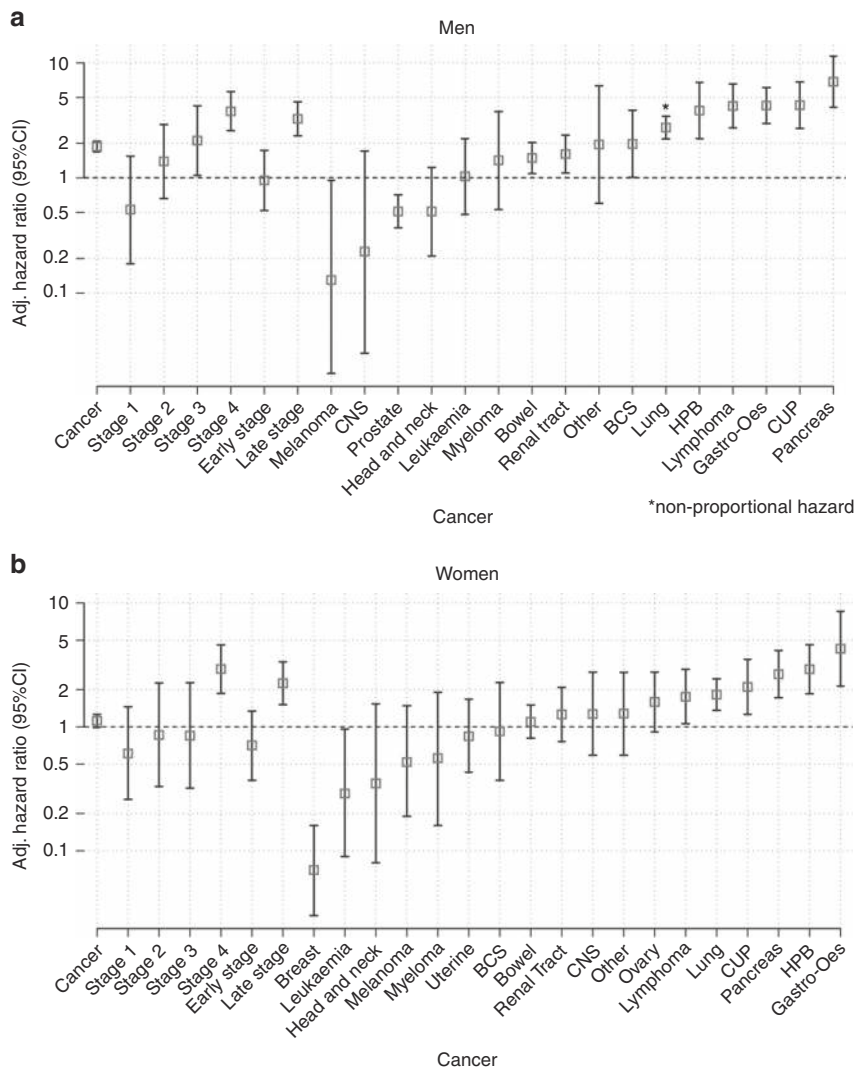 a
Men
Adj. hazard ratio (95%CI)
10
5
2
1
0.5
0.2
0.1
*
Cancer
Stage 1
Stage 2
Stage 3
Stage 4
Early stage
Late stage
Melanoma
CNS
Prostate
Head and neck
Leukaemia
Myeloma
Bowel
Renal tract
Other
BCS
Lung
HPB
Lymphoma
Gastro-Oes
CUP
Pancreas
*non-proportional hazard
Cancer
b
Women
Adj. hazard ratio (95%CI)
10
5
2
1
0.5
0.2
0.1
Cancer
Stage 1
Stage 2
Stage 3
Stage 4
Early stage
Late stage
Breast
Leukaemia
Head and neck
Melanoma
Myeloma
Uterine
BCS
Bowel
Renal Tract
CNS
Other
Ovary
Lymphoma
Lung
CUP
Pancreas
HPB
Gastro-Oes
Cancer